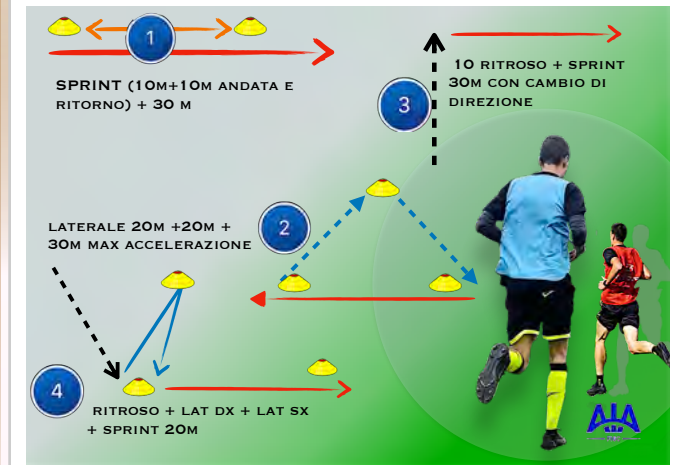 1
SPRINT (10M+10M ANDATA E
RITORNO) + 30 M
10 RITROSO + SPRINT
30M CON CAMBIO DI
DIREZIONE
3
LATERALE 20M +20M +
30M MAX ACCELERAZIONE
2
4
RITROSO + LAT DX + LAT SX
+ SPRINT 20M
AIA